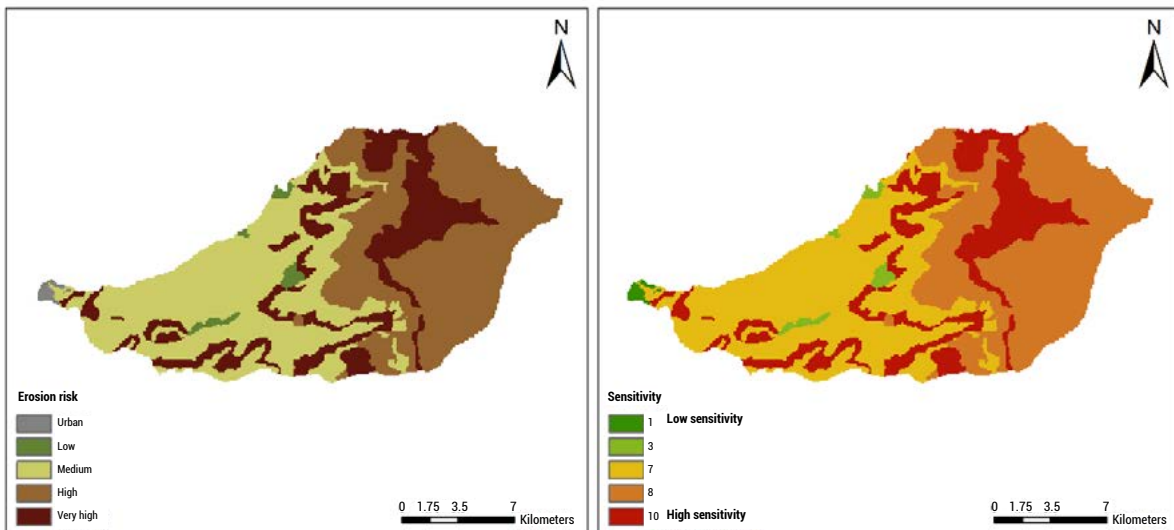 N
Erosion risk
Urban
Low
Medium
High
Very high
0 1.75 3.5 7
Kilometers
N
Sensitivity
1 Low sensitivity
3
7
8
10 High sensitivity
0 1.75 3.5 7
Kilometers